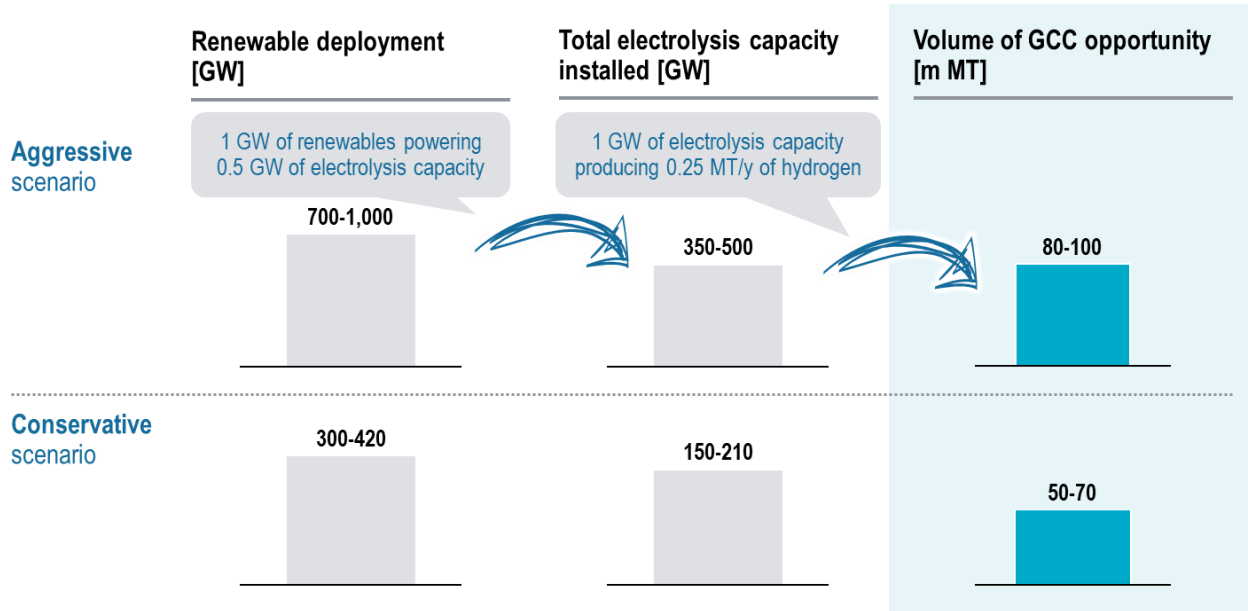 Renewable deployment
[GW]
Total electrolysis capacity
installed [GW]
Volume of GCC opportunity
[m MT]
Aggressive
scenario
1 GW of renewables powering
0.5 GW of electrolysis capacity
1 GW of electrolysis capacity
producing 0.25 MT/y of hydrogen
700-1,000
350-500
80-100
Conservative
scenario
300-420
150-210
50-70